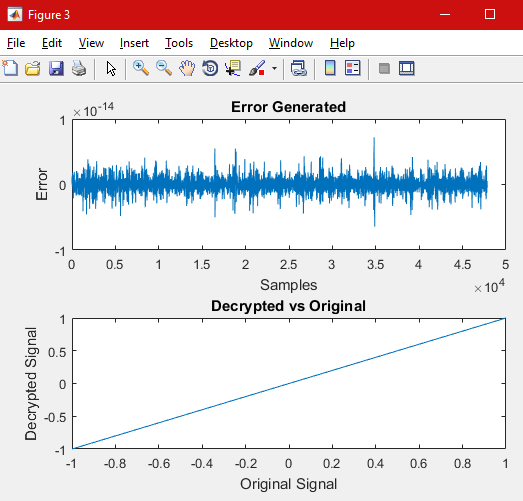 Figure 3
File Edit View Insert Tools Desktop Window Help
×10^-14
Error Generated
1
0
-1
Error
0 0.5 1 1.5 2 2.5 3 3.5 4 4.5 5
Samples
×10^4
Decrypted vs Original
1
0.5
0
-0.5
-1
Decrypted Signal
-1 -0.8 -0.6 -0.4 -0.2 0 0.2 0.4 0.6 0.8 1
Original Signal